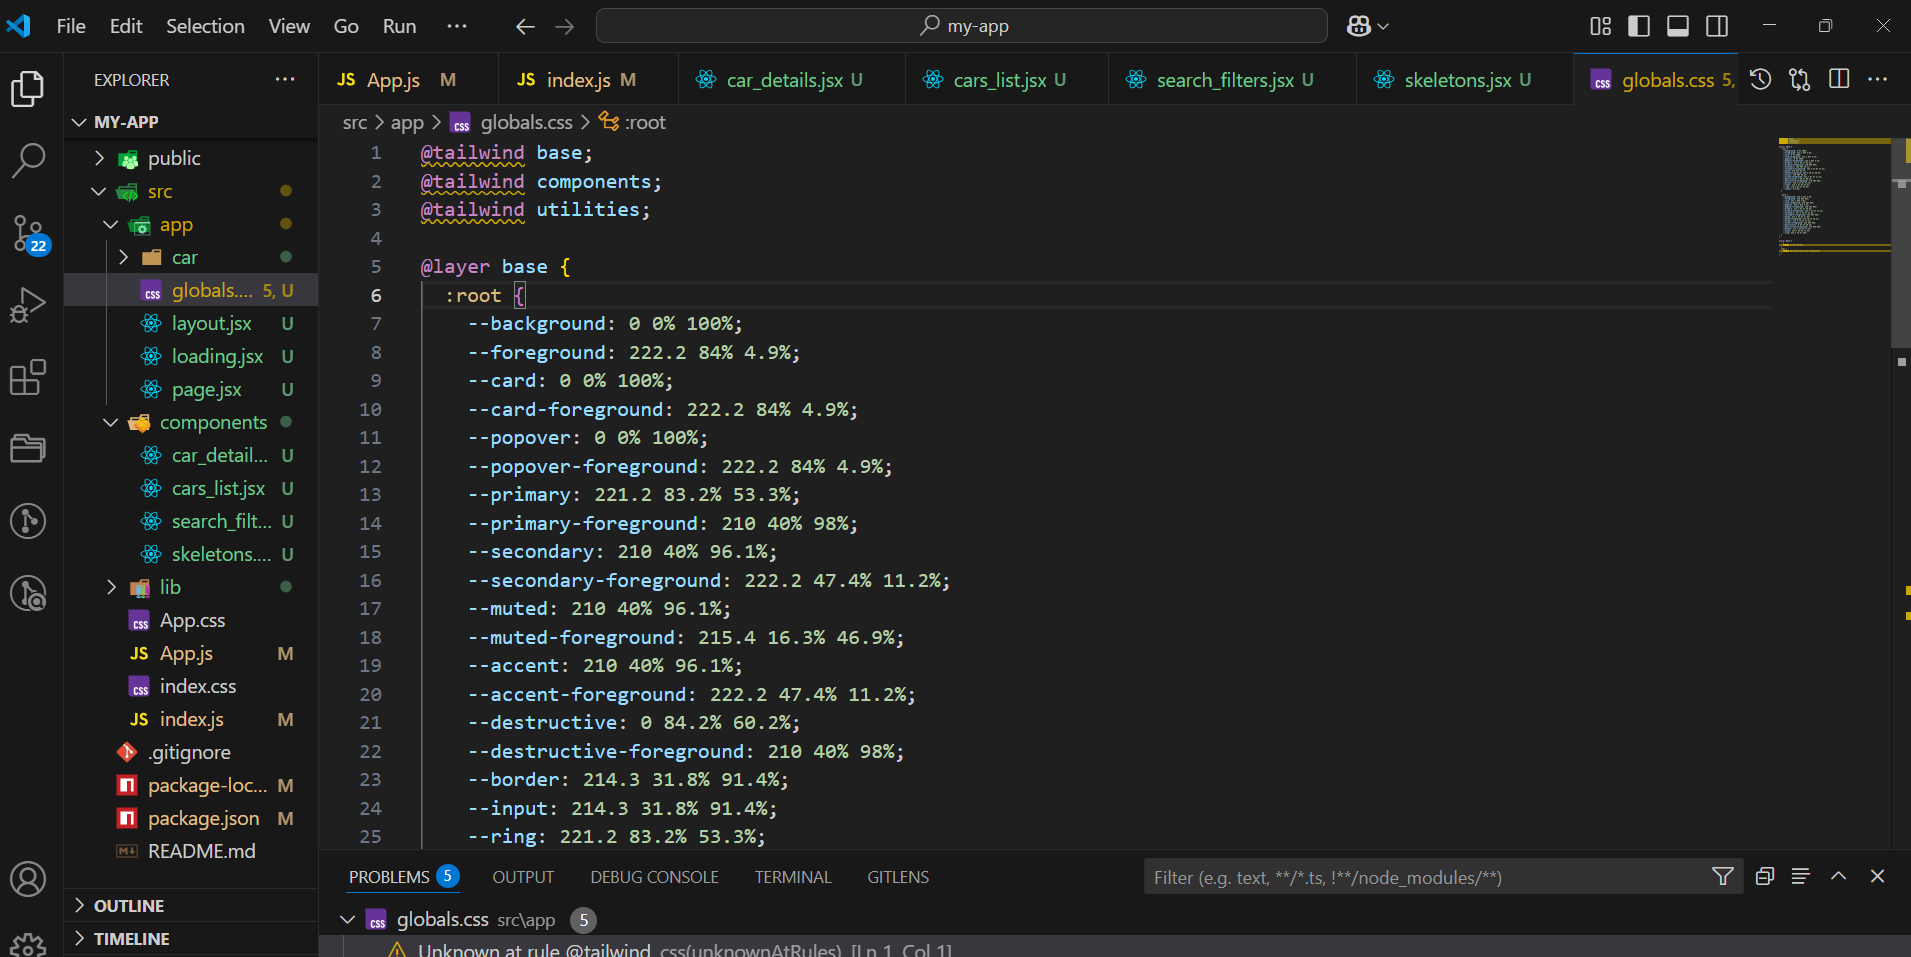 File Edit Selection View Go Run ···
my-app
EXPLORER ···
JS App.js M
JS index.js M
car_details.jsx U
cars_list.jsx U
search_filters.jsx U
skeletons.jsx U
css globals.css 5, ···
MY-APP
public
src
app
car
css globals.... 5, U
layout.jsx U
loading.jsx U
page.jsx U
components
car_detail... U
cars_list.jsx U
search_filt... U
skeletons.... U
lib
css App.css
JS App.js M
css index.css
JS index.js M
.gitignore
package-loc... M
package.json M
README.md
OUTLINE
TIMELINE
22
src > app > css globals.css > :root
1 @tailwind base;
2 @tailwind components;
3 @tailwind utilities;
4
5 @layer base {
6 :root {
7 --background: 0 0% 100%;
8 --foreground: 222.2 84% 4.9%;
9 --card: 0 0% 100%;
10 --card-foreground: 222.2 84% 4.9%;
11 --popover: 0 0% 100%;
12 --popover-foreground: 222.2 84% 4.9%;
13 --primary: 221.2 83.2% 53.3%;
14 --primary-foreground: 210 40% 98%;
15 --secondary: 210 40% 96.1%;
16 --secondary-foreground: 222.2 47.4% 11.2%;
17 --muted: 210 40% 96.1%;
18 --muted-foreground: 215.4 16.3% 46.9%;
19 --accent: 210 40% 96.1%;
20 --accent-foreground: 222.2 47.4% 11.2%;
21 --destructive: 0 84.2% 60.2%;
22 --destructive-foreground: 210 40% 98%;
23 --border: 214.3 31.8% 91.4%;
24 --input: 214.3 31.8% 91.4%;
25 --ring: 221.2 83.2% 53.3%;
PROBLEMS 5 OUTPUT DEBUG CONSOLE TERMINAL GITLENS
Filter (e.g. text, **/*.ts, !**/node_modules/**)
css globals.css src\app 5
Unknown at rule @tailwind css(unknownAtRules) [Ln 1, Col 1]